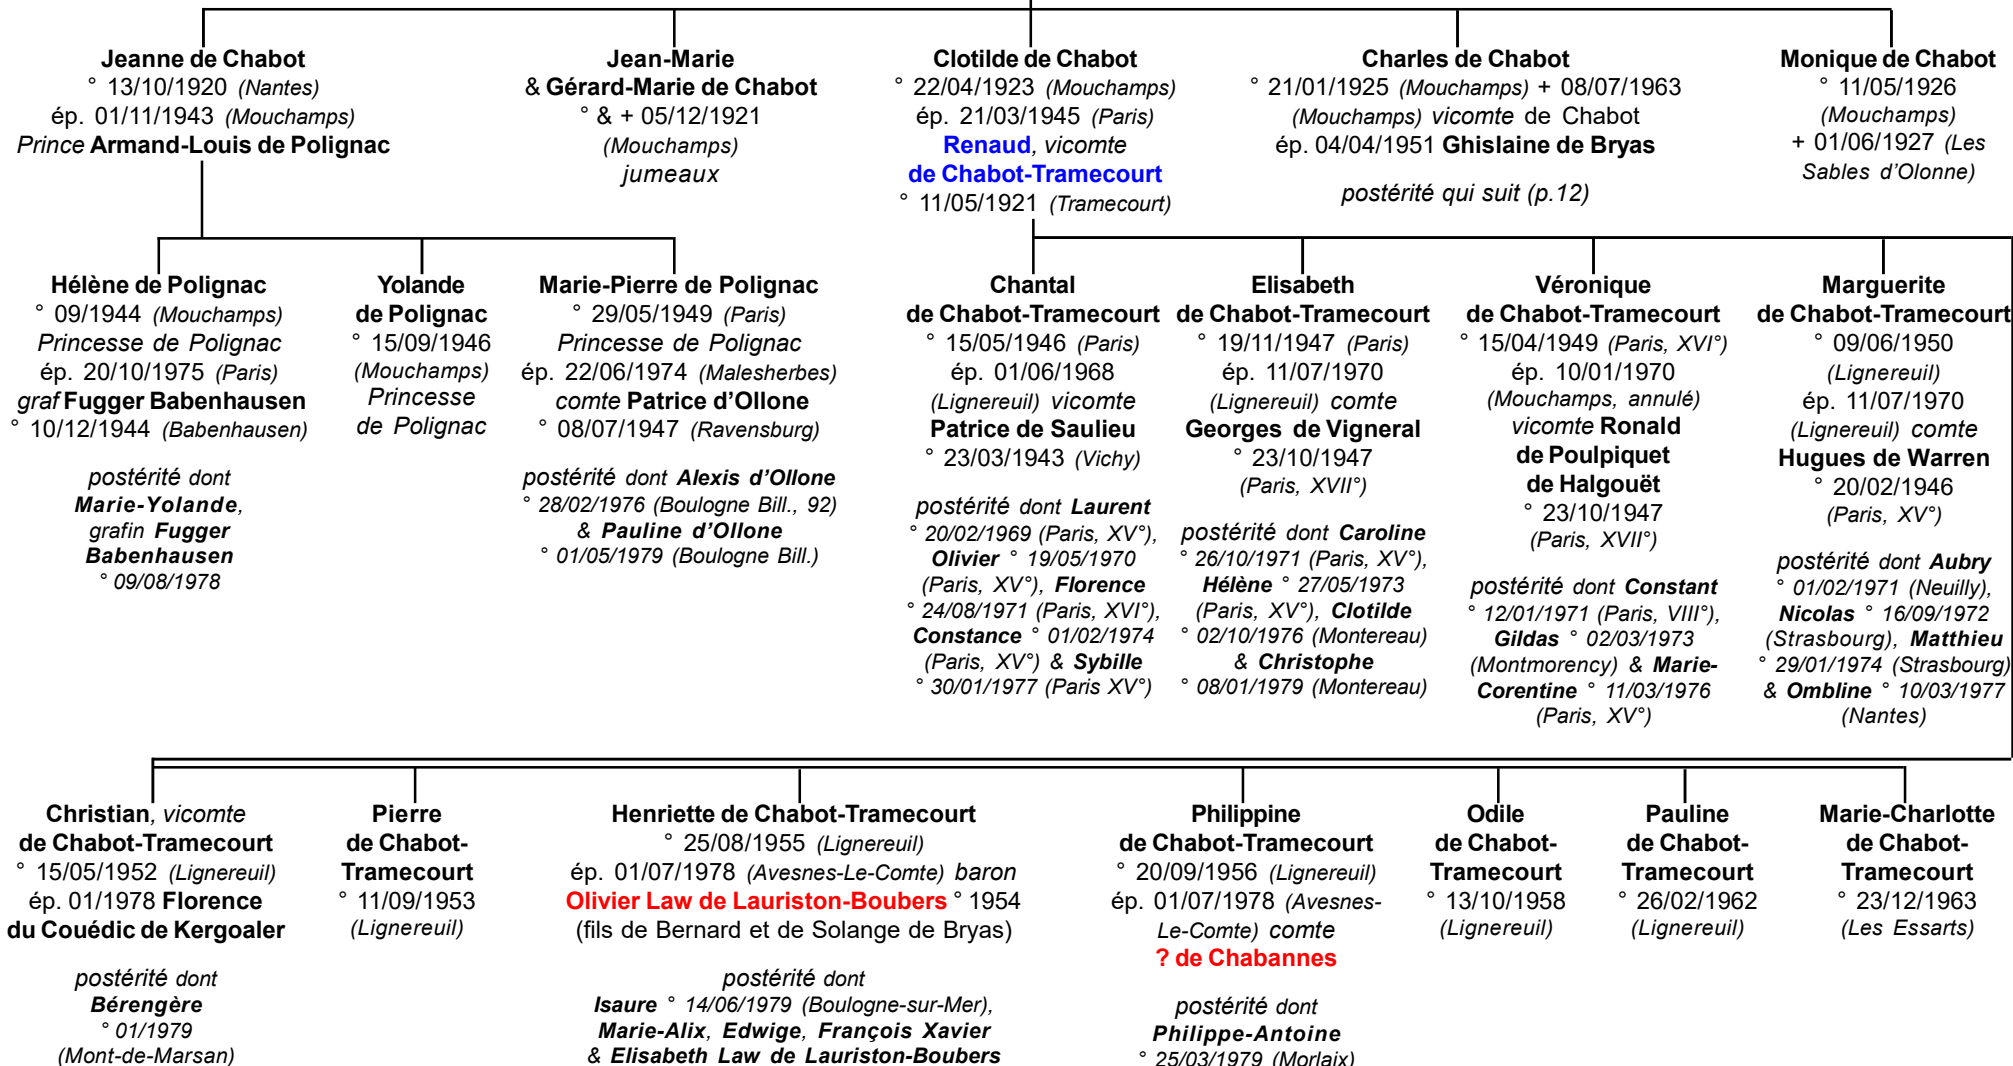 Jeanne de Chabot
° 13/10/1920 (Nantes)
ép. 01/11/1943 (Mouchamps)
Prince Armand-Louis de Polignac
Jean-Marie
& Gérard-Marie de Chabot
° & + 05/12/1921
(Mouchamps)
jumeaux
Clotilde de Chabot
° 22/04/1923 (Mouchamps)
ép. 21/03/1945 (Paris)
Renaud, vicomte
de Chabot-Tramecourt
° 11/05/1921 (Tramecourt)
Charles de Chabot
° 21/01/1925 (Mouchamps) + 08/07/1963
(Mouchamps) vicomte de Chabot
ép. 04/04/1951 Ghislaine de Bryas
postérité qui suit (p.12)
Monique de Chabot
° 11/05/1926
(Mouchamps)
+ 01/06/1927 (Les
Sables d'Olonne)
Hélène de Polignac
° 09/1944 (Mouchamps)
Princesse de Polignac
ép. 20/10/1975 (Paris)
graf Fugger Babenhausen
° 10/12/1944 (Babenhausen)
postérité dont
Marie-Yolande,
grafin Fugger
Babenhausen
° 09/08/1978
Yolande
de Polignac
° 15/09/1946
(Mouchamps)
Princesse
de Polignac
Marie-Pierre de Polignac
° 29/05/1949 (Paris)
Princesse de Polignac
ép. 22/06/1974 (Malesherbes)
comte Patrice d'Ollone
° 08/07/1947 (Ravensburg)
postérité dont Alexis d'Ollone
° 28/02/1976 (Boulogne Bill., 92)
& Pauline d'Ollone
° 01/05/1979 (Boulogne Bill.)
Chantal
de Chabot-Tramecourt
° 15/05/1946 (Paris)
ép. 01/06/1968
(Lignereuil) vicomte
Patrice de Saulieu
° 23/03/1943 (Vichy)
postérité dont Laurent
° 20/02/1969 (Paris, XV°),
Olivier ° 19/05/1970
(Paris, XV°), Florence
° 24/08/1971 (Paris, XVI°),
Constance ° 01/02/1974
(Paris, XV°) & Sybille
° 30/01/1977 (Paris XV°)
Elisabeth
de Chabot-Tramecourt
° 19/11/1947 (Paris)
ép. 11/07/1970
(Lignereuil) comte
Georges de Vigneral
° 23/10/1947
(Paris, XVII°)
postérité dont Caroline
° 26/10/1971 (Paris, XV°),
Hélène ° 27/05/1973
(Paris, XV°), Clotilde
° 02/10/1976 (Montereau)
& Christophe
° 08/01/1979 (Montereau)
Véronique
de Chabot-Tramecourt
° 15/04/1949 (Paris, XVI°)
ép. 10/01/1970
(Mouchamps, annulé)
vicomte Ronald
de Poulpiquet
de Halgouët
° 23/10/1947
(Paris, XVII°)
postérité dont Constant
° 12/01/1971 (Paris, VIII°),
Gildas ° 02/03/1973
(Montmorency) & Marie-
Corentine ° 11/03/1976
(Paris, XV°)
Marguerite
de Chabot-Tramecourt
° 09/06/1950
(Lignereuil)
ép. 11/07/1970
(Lignereuil) comte
Hugues de Warren
° 20/02/1946
(Paris, XV°)
postérité dont Aubry
° 01/02/1971 (Neuilly),
Nicolas ° 16/09/1972
(Strasbourg), Matthieu
° 29/01/1974 (Strasbourg)
& Ombline ° 10/03/1977
(Nantes)
Christian, vicomte
de Chabot-Tramecourt
° 15/05/1952 (Lignereuil)
ép. 01/1978 Florence
du Couédic de Kergoaler
postérité dont
Bérengère
° 01/1979
(Mont-de-Marsan)
Pierre
de Chabot-
Tramecourt
° 11/09/1953
(Lignereuil)
Henriette de Chabot-Tramecourt
° 25/08/1955 (Lignereuil)
ép. 01/07/1978 (Avesnes-Le-Comte) baron
Olivier Law de Lauriston-Boubers ° 1954
(fils de Bernard et de Solange de Bryas)
postérité dont
Isaure ° 14/06/1979 (Boulogne-sur-Mer),
Marie-Alix, Edwige, François Xavier
& Elisabeth Law de Lauriston-Boubers
Philippine
de Chabot-Tramecourt
° 20/09/1956 (Lignereuil)
ép. 01/07/1978 (Avesnes-
Le-Comte) comte
? de Chabannes
postérité dont
Philippe-Antoine
° 25/03/1979 (Morlaix)
Odile
de Chabot-
Tramecourt
° 13/10/1958
(Lignereuil)
Pauline
de Chabot-
Tramecourt
° 26/02/1962
(Lignereuil)
Marie-Charlotte
de Chabot-
Tramecourt
° 23/12/1963
(Les Essarts)